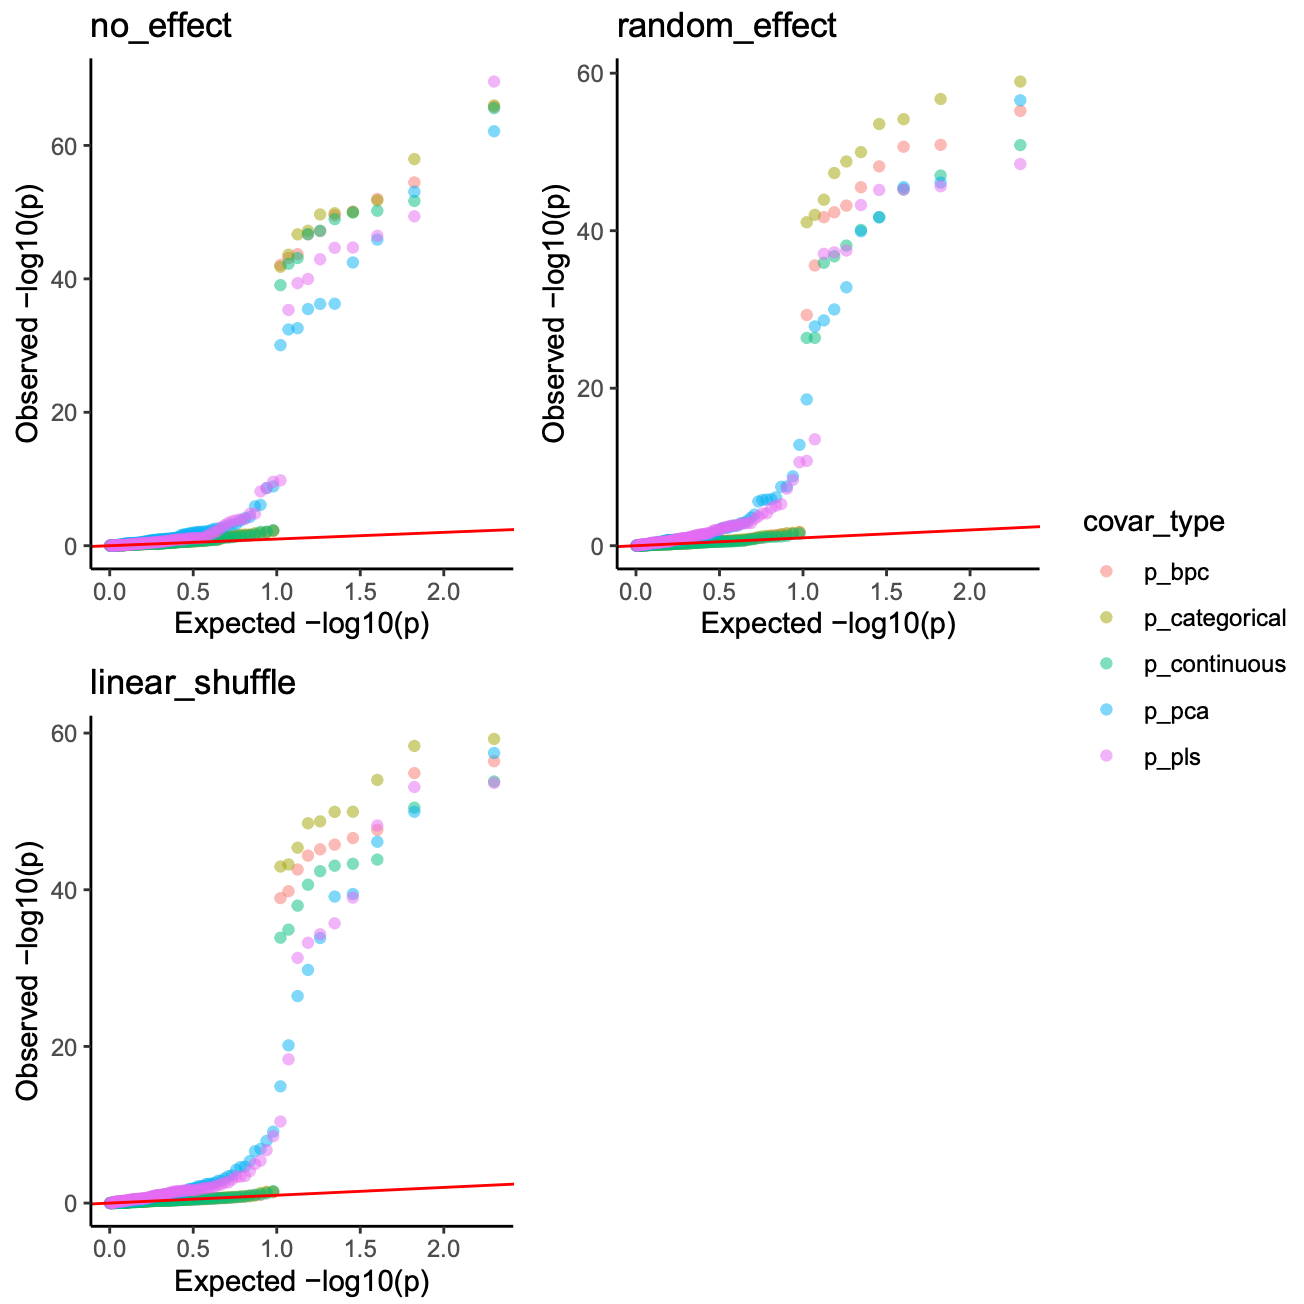 no_effect
Observed −log10(p)
60
40
20
0
0.0 0.5 1.0 1.5 2.0
Expected −log10(p)
random_effect
Observed −log10(p)
60
40
20
0
0.0 0.5 1.0 1.5 2.0
Expected −log10(p)
linear_shuffle
Observed −log10(p)
60
40
20
0
0.0 0.5 1.0 1.5 2.0
Expected −log10(p)
covar_type
p_bpc
p_categorical
p_continuous
p_pca
p_pls